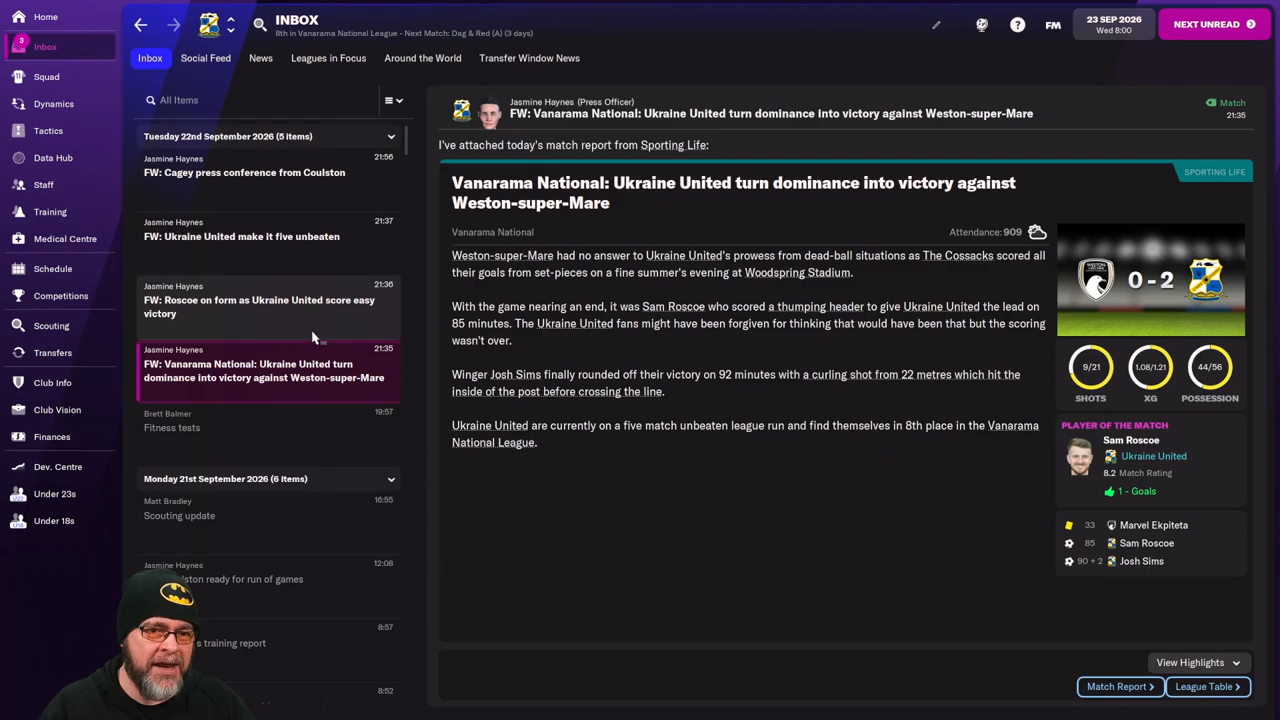 Home
3
Inbox
Squad
Dynamics
Tactics
Data Hub
Staff
Training
Medical Centre
Schedule
Competitions
Scouting
Transfers
Club Info
Club Vision
Finances
Dev. Centre
Under 23s
Under 18s
INBOX
8th in Vanarama National League - Next Match: Dag & Red (A) (3 days)
?
FM
23 SEP 2026
Wed 8:00
NEXT UNREAD
Inbox
Social Feed
News
Leagues in Focus
Around the World
Transfer Window News
All Items
Tuesday 22nd September 2026 (5 items)
Jasmine Haynes
21:56
FW: Cagey press conference from Coulston
Jasmine Haynes
21:37
FW: Ukraine United make it five unbeaten
Jasmine Haynes
21:36
FW: Roscoe on form as Ukraine United score easy
victory
Jasmine Haynes
21:35
FW: Vanarama National: Ukraine United turn
dominance into victory against Weston-super-Mare
Brett Balmer
19:57
Fitness tests
Monday 21st September 2026 (6 items)
Matt Bradley
16:55
Scouting update
Jasmine Haynes
12:08
ready for run of games
8:57
s training report
8:52
Jasmine Haynes (Press Officer)
FW: Vanarama National: Ukraine United turn dominance into victory against Weston-super-Mare
Match
21:35
I've attached today's match report from Sporting Life:
SPORTING LIFE
Vanarama National: Ukraine United turn dominance into victory against
Weston-super-Mare
Vanarama National
Attendance: 909
Weston-super-Mare had no answer to Ukraine United's prowess from dead-ball situations as The Cossacks scored all
their goals from set-pieces on a fine summer's evening at Woodspring Stadium.
With the game nearing an end, it was Sam Roscoe who scored a thumping header to give Ukraine United the lead on
85 minutes. The Ukraine United fans might have been forgiven for thinking that would have been that but the scoring
wasn't over.
Winger Josh Sims finally rounded off their victory on 92 minutes with a curling shot from 22 metres which hit the
inside of the post before crossing the line.
Ukraine United are currently on a five match unbeaten league run and find themselves in 8th place in the Vanarama
National League.
0 - 2
9/21
SHOTS
1.08/1.21
XG
44/56
POSSESSION
PLAYER OF THE MATCH
Sam Roscoe
Ukraine United
8.2 Match Rating
1 - Goals
33 Marvel Ekpiteta
85 Sam Roscoe
90 + 2 Josh Sims
View Highlights
Match Report
League Table